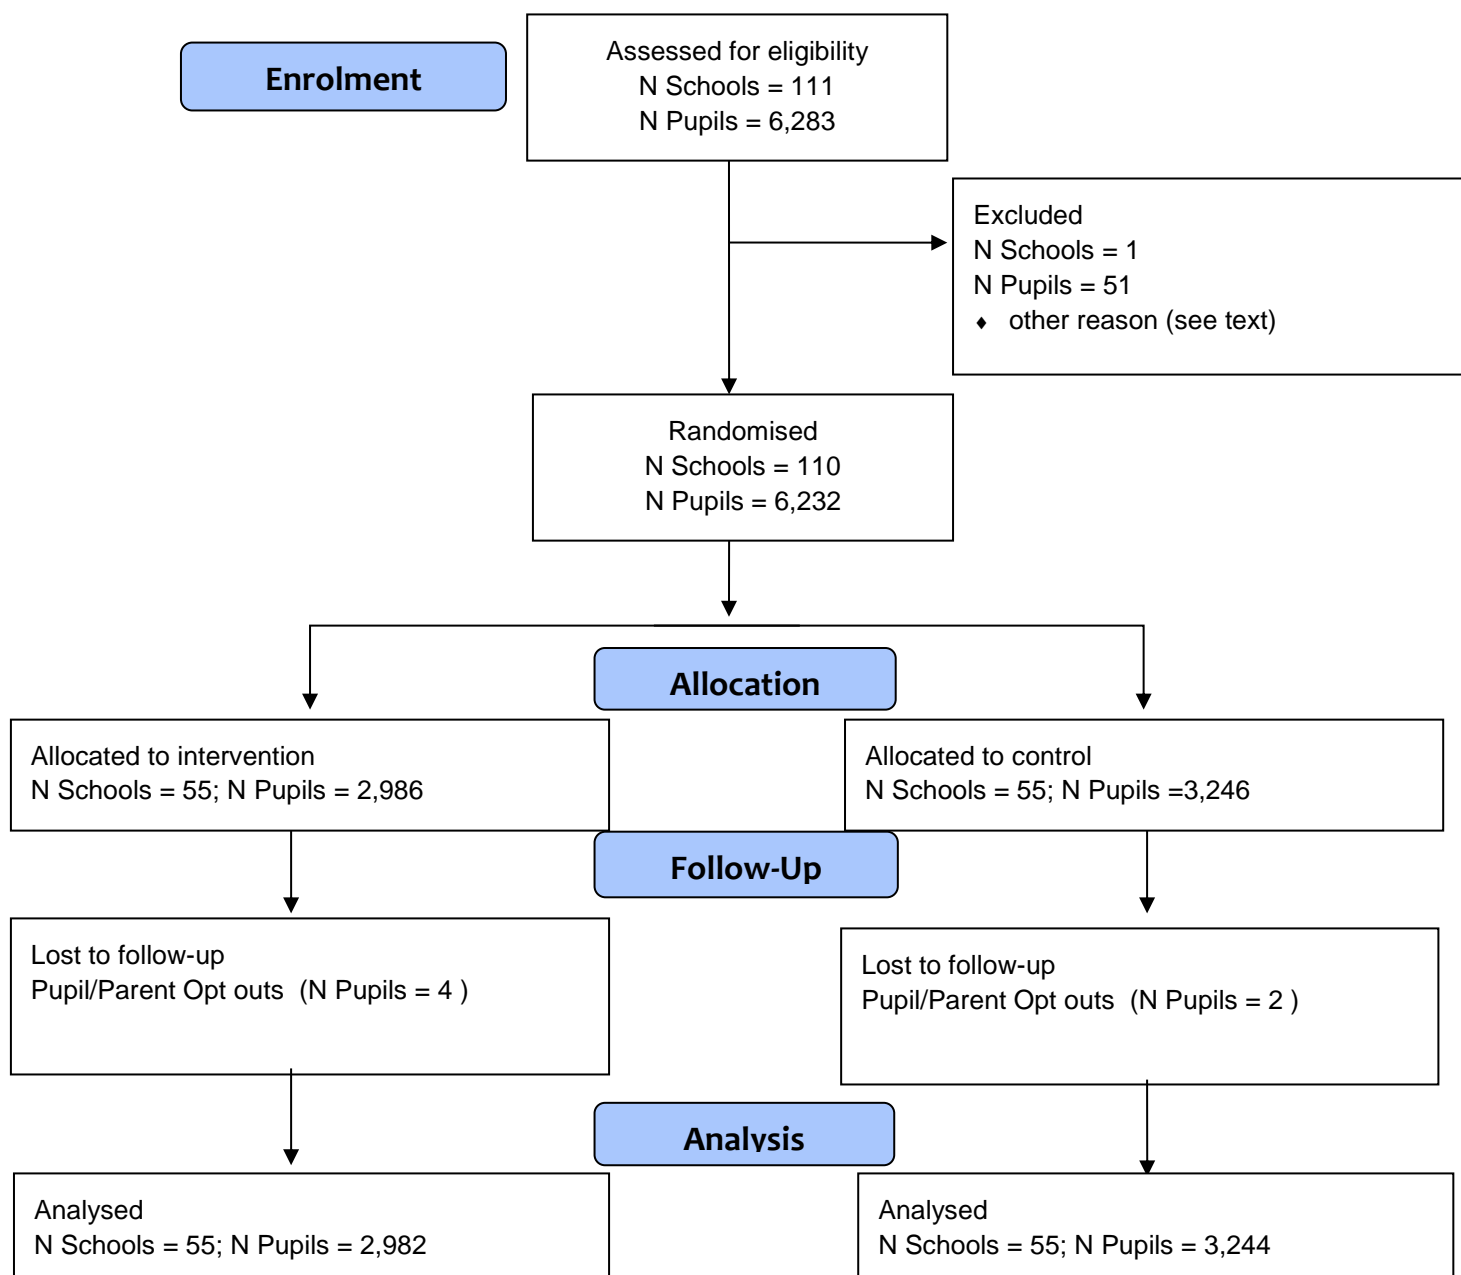 Enrolment
Assessed for eligibility
N Schools = 111
N Pupils = 6,283
Excluded
N Schools = 1
N Pupils = 51
♦ other reason (see text)
Randomised
N Schools = 110
N Pupils = 6,232
Allocation
Allocated to intervention
N Schools = 55; N Pupils = 2,986
Allocated to control
N Schools = 55; N Pupils =3,246
Follow-Up
Lost to follow-up
Pupil/Parent Opt outs  (N Pupils = 4 )
Lost to follow-up
Pupil/Parent Opt outs  (N Pupils = 2 )
Analysis
Analysed
N Schools = 55; N Pupils = 2,982
Analysed
N Schools = 55; N Pupils = 3,244